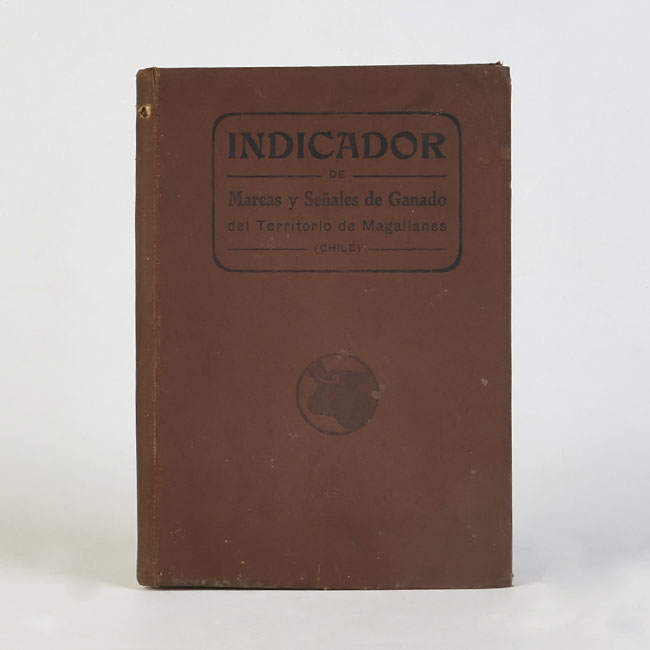 INDICADOR
DE
Marcas y Señales de Ganado
del Territorio de Magallanes
(CHILE)